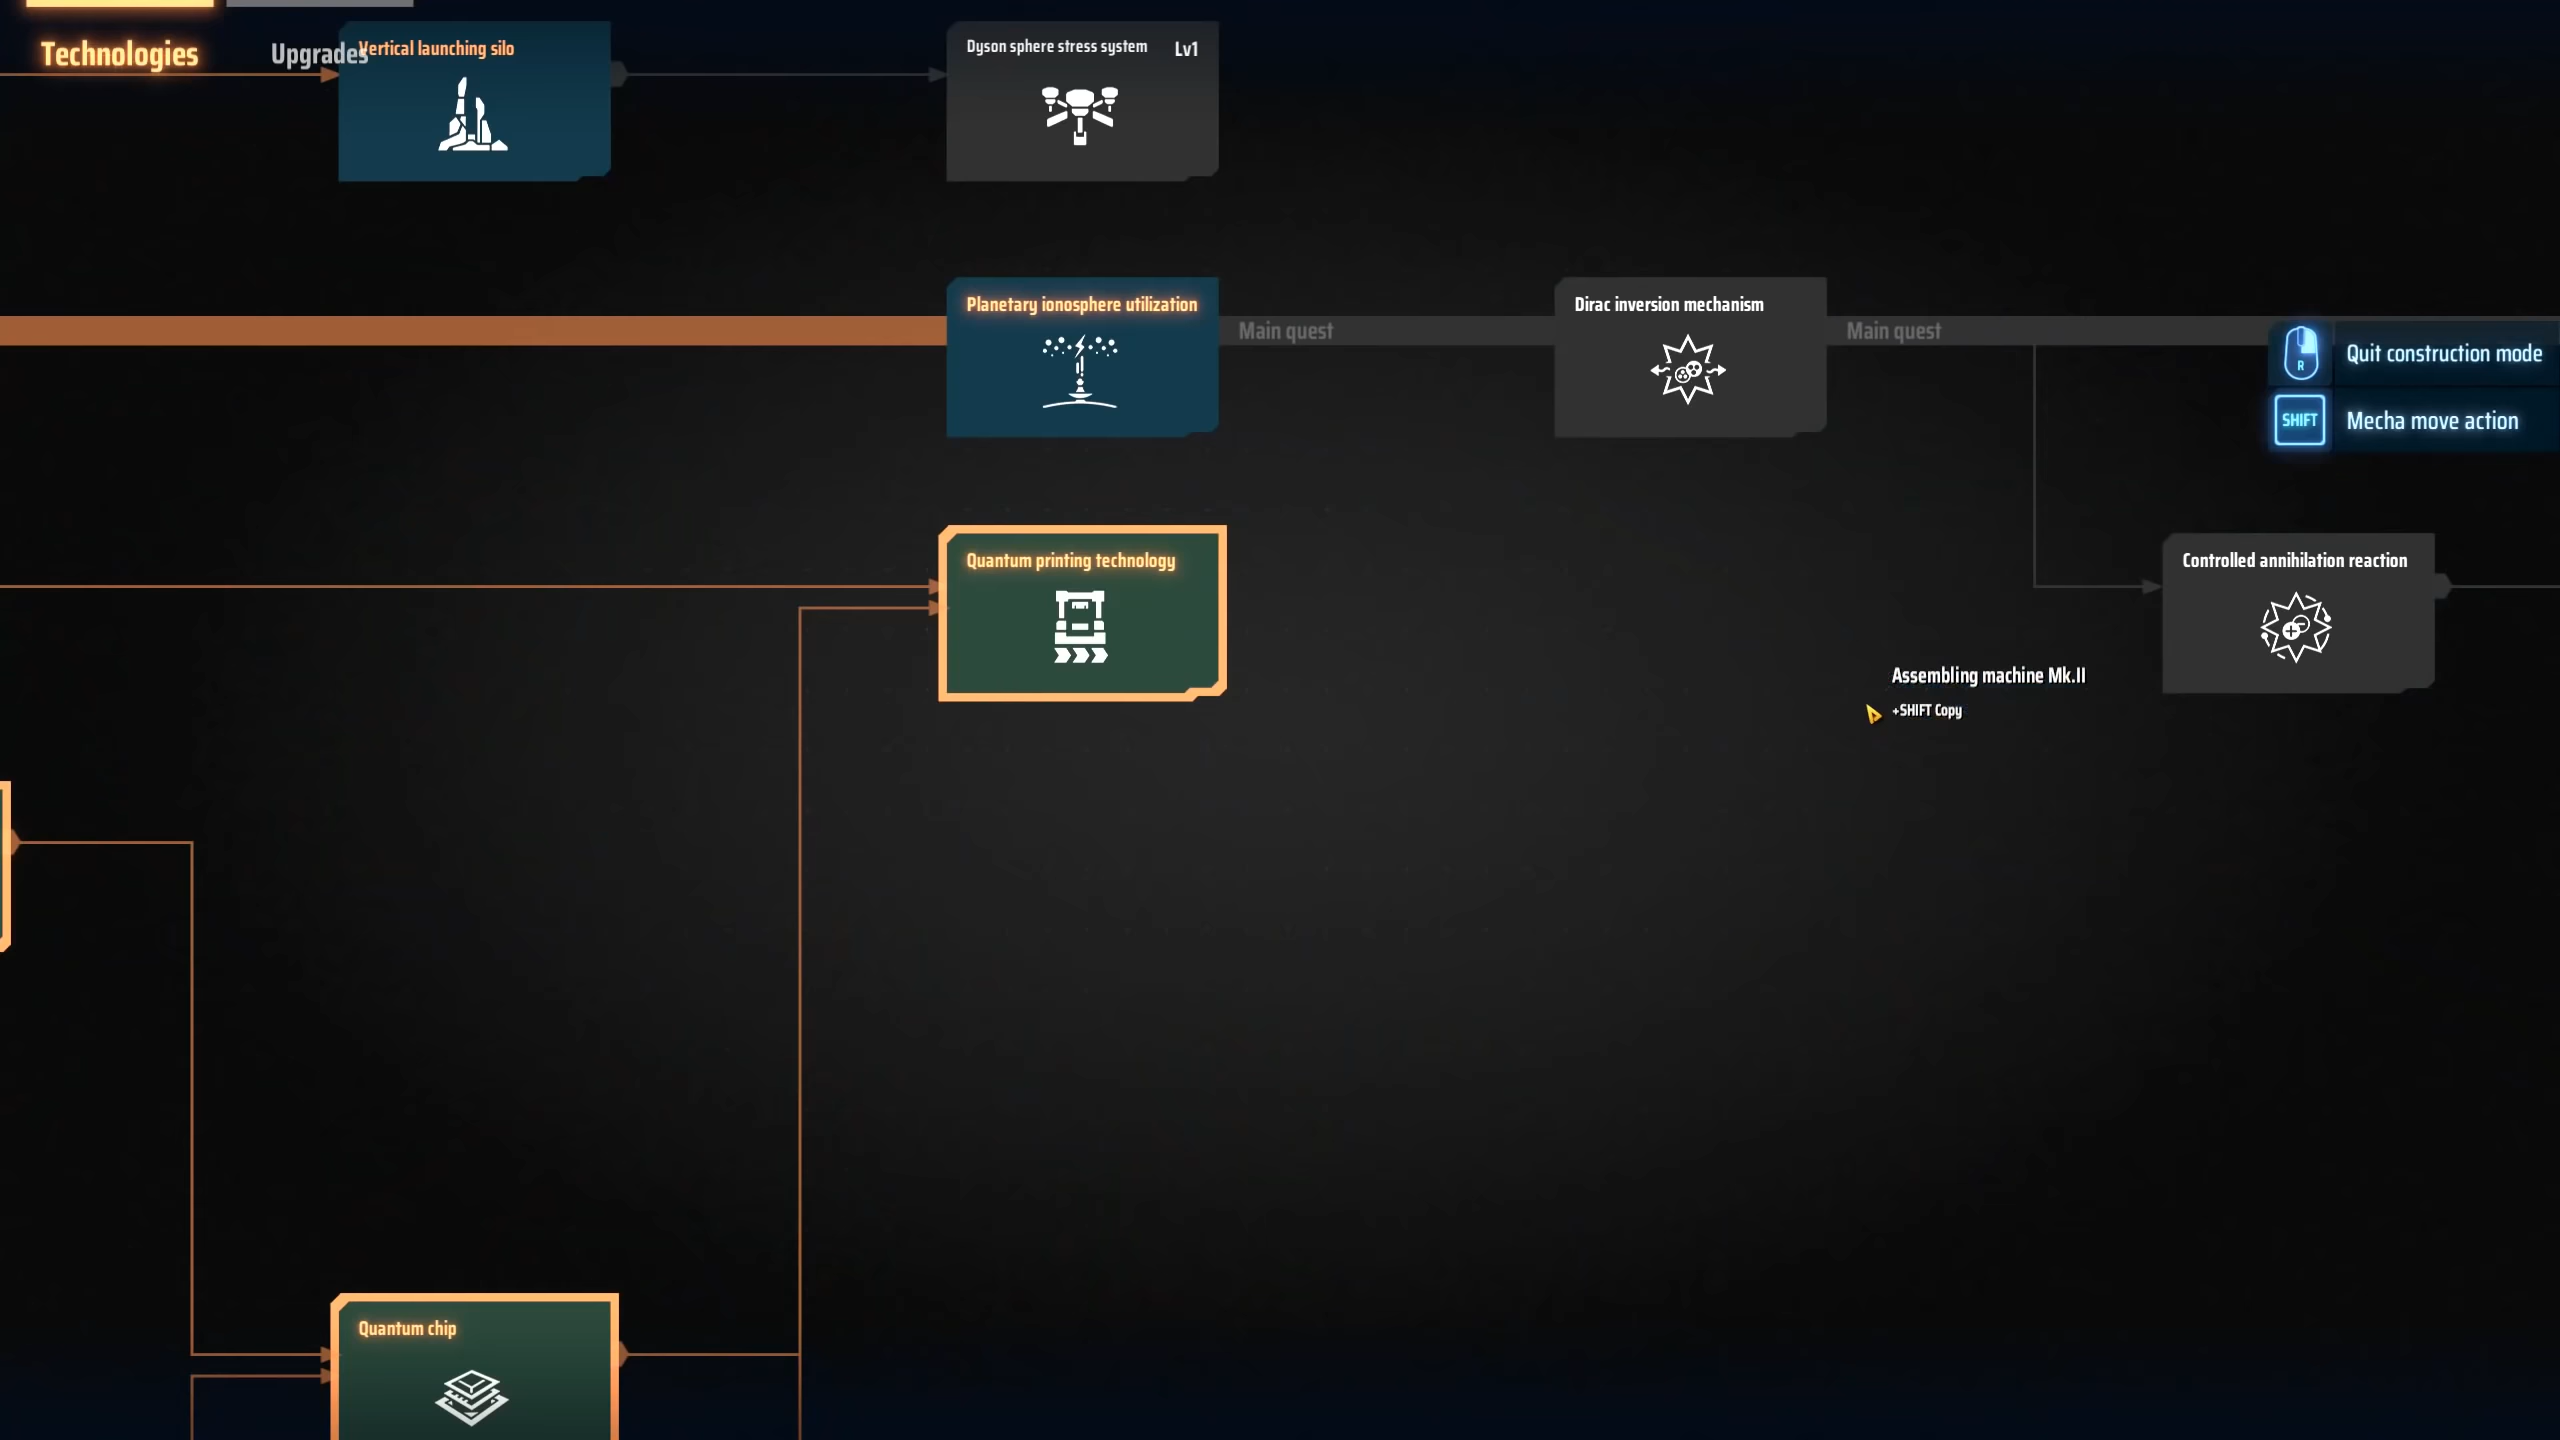 Technologies
Upgrades
Vertical launching silo
Dyson sphere stress system
Lv1
Planetary ionosphere utilization
Main quest
Dirac inversion mechanism
Main quest
R
Quit construction mode
SHIFT
Mecha move action
Quantum printing technology
Controlled annihilation reaction
Assembling machine Mk.II
+SHIFT Copy
Quantum chip